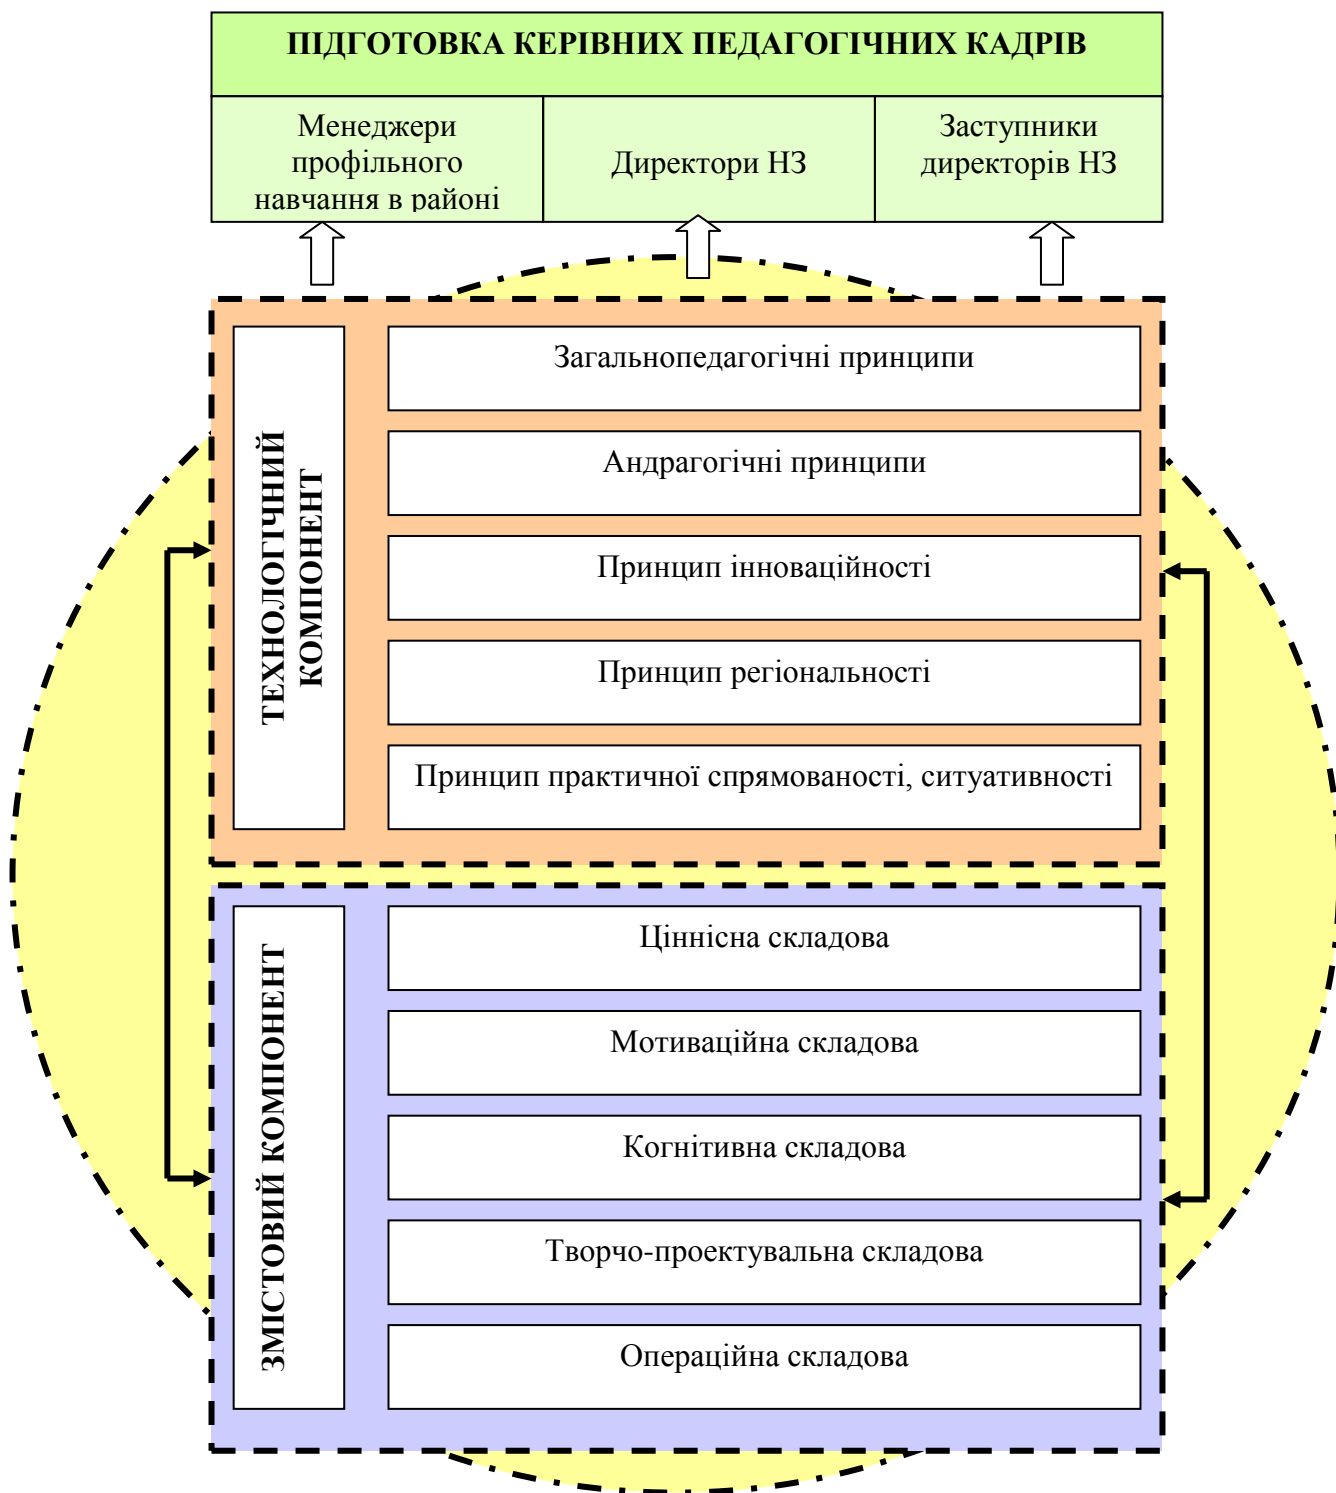 ПІДГОТОВКА КЕРІВНИХ ПЕДАГОГІЧНИХ КАДРІВ
Менеджери
профільного
навчання в районі
Директори НЗ
Заступники
директорів НЗ
ТЕХНОЛОГІЧНИЙ
КОМПОНЕНТ
Загальнопедагогічні принципи
Андрагогічні принципи
Принцип інноваційності
Принцип регіональності
Принцип практичної спрямованості, ситуативності
ЗМІСТОВИЙ КОМПОНЕНТ
Ціннісна складова
Мотиваційна складова
Когнітивна складова
Творчо-проектувальна складова
Операційна складова